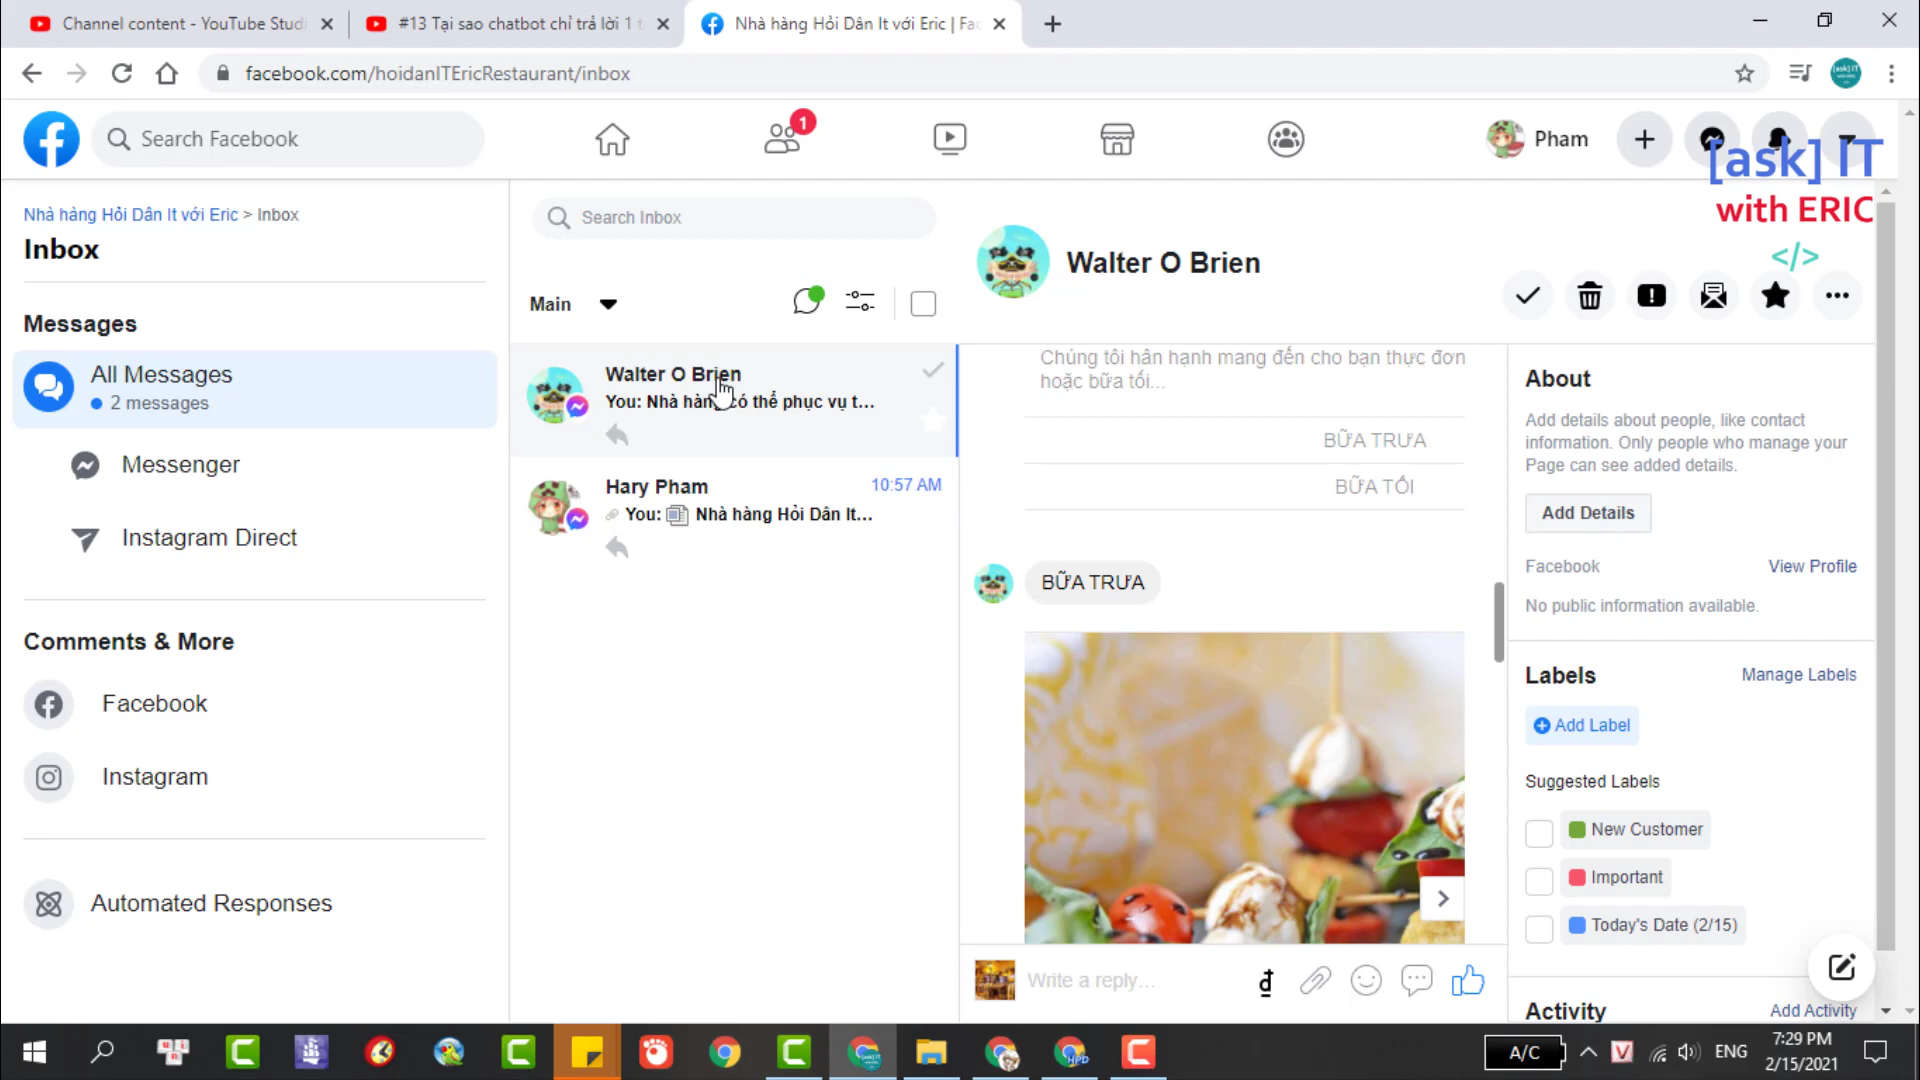 Channel content - YouTube Studi
#13 Tại sao chatbot chỉ trả lời 1 t
Nhà hàng Hỏi Dân It với Eric | Fac
facebook.com/hoidanITEricRestaurant/inbox
Search Facebook
1
Pham
[ask] IT
with ERIC
</>
Nhà hàng Hỏi Dân It với Eric > Inbox
Inbox
Messages
All Messages
2 messages
Messenger
Instagram Direct
Comments & More
Facebook
Instagram
Automated Responses
Search Inbox
Main
Walter O Brien
You: Nhà hàng có thể phục vụ t...
Hary Pham
10:57 AM
You: Nhà hàng Hỏi Dân It...
Walter O Brien
Chúng tôi hân hạnh mang đến cho bạn thực đơn
hoặc bữa tối...
BỮA TRƯA
BỮA TỐI
BỮA TRƯA
Write a reply...
₫
About
Add details about people, like contact
information. Only people who manage your
Page can see added details.
Add Details
Facebook
View Profile
No public information available.
Labels
Manage Labels
Add Label
Suggested Labels
New Customer
Important
Today's Date (2/15)
Activity
Add Activity
A/C
V
ENG
7:29 PM
2/15/2021